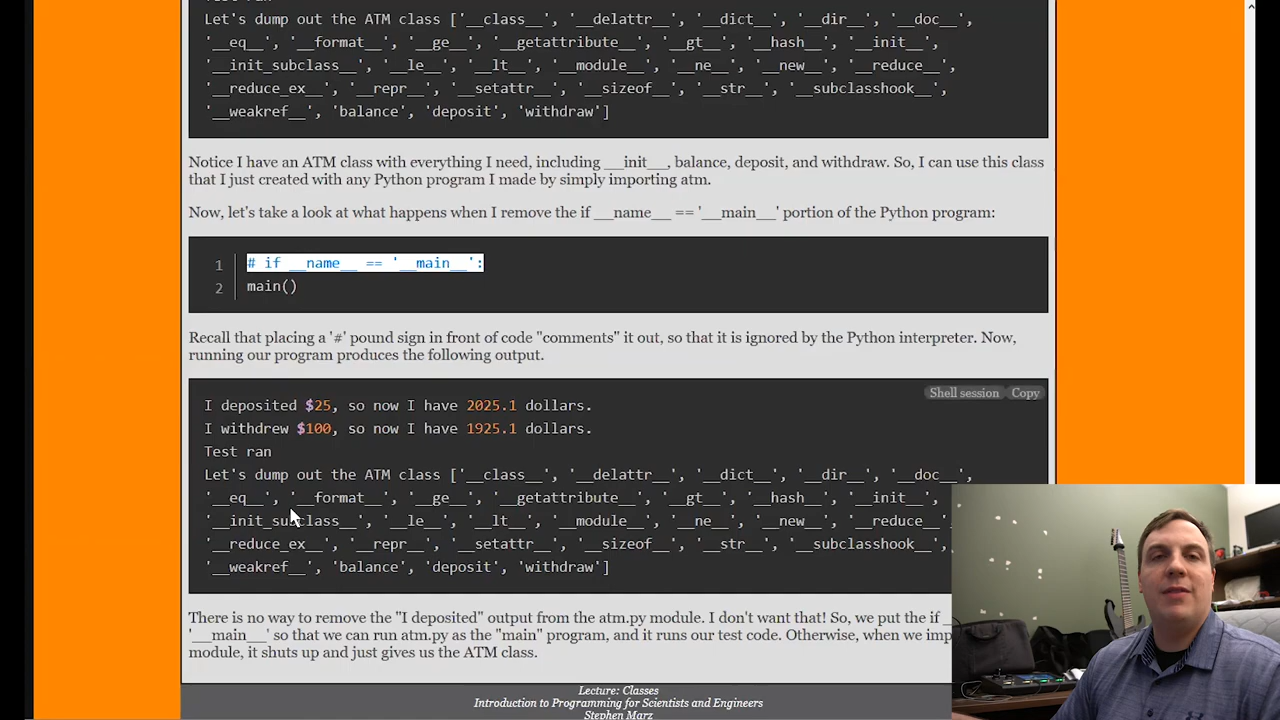 Let's dump out the ATM class ['__class__', '__delattr__', '__dict__', '__dir__', '__doc__',
'__eq__', '__format__', '__ge__', '__getattribute__', '__gt__', '__hash__', '__init__',
'__init_subclass__', '__le__', '__lt__', '__module__', '__ne__', '__new__', '__reduce__',
'__reduce_ex__', '__repr__', '__setattr__', '__sizeof__', '__str__', '__subclasshook__',
'__weakref__', 'balance', 'deposit', 'withdraw']
Notice I have an ATM class with everything I need, including __init__, balance, deposit, and withdraw. So, I can use this class
that I just created with any Python program I made by simply importing atm.
Now, let's take a look at what happens when I remove the if __name__ == '__main__' portion of the Python program:
1 # if __name__ == '__main__':
2 main()
Recall that placing a '#' pound sign in front of code "comments" it out, so that it is ignored by the Python interpreter. Now,
running our program produces the following output.
Shell session Copy
I deposited $25, so now I have 2025.1 dollars.
I withdrew $100, so now I have 1925.1 dollars.
Test ran
Let's dump out the ATM class ['__class__', '__delattr__', '__dict__', '__dir__', '__doc__',
'__eq__', '__format__', '__ge__', '__getattribute__', '__gt__', '__hash__', '__init__',
'__init_subclass__', '__le__', '__lt__', '__module__', '__ne__', '__new__', '__reduce__
'__reduce_ex__', '__repr__', '__setattr__', '__sizeof__', '__str__', '__subclasshook__'
'__weakref__', 'balance', 'deposit', 'withdraw']
There is no way to remove the "I deposited" output from the atm.py module. I don't want that! So, we put the if
'__main__' so that we can run atm.py as the "main" program, and it runs our test code. Otherwise, when we imp
module, it shuts up and just gives us the ATM class.
Lecture: Classes
Introduction to Programming for Scientists and Engineers
Stephen Marz